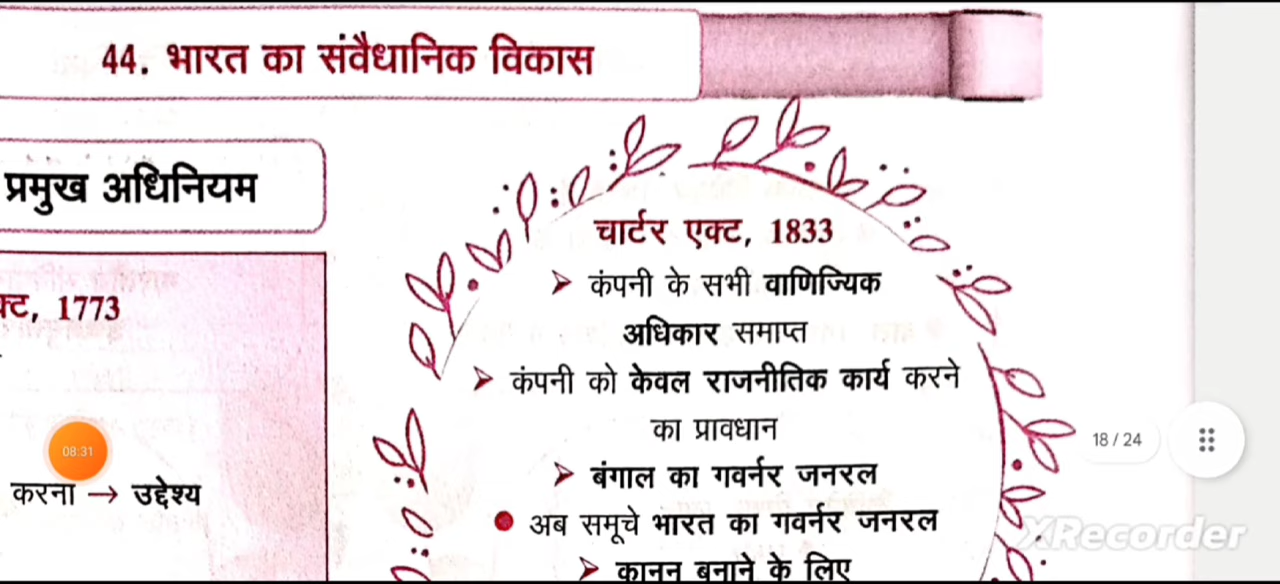 44. भारत का संवैधानिक विकास
प्रमुख अधिनियम
क्ट, 1773
करना → उद्देश्य
08:31
चार्टर एक्ट, 1833
➢ कंपनी के सभी वाणिज्यिक
अधिकार समाप्त
➢ कंपनी को केवल राजनीतिक कार्य करने
का प्रावधान
➢ बंगाल का गवर्नर जनरल
● अब समूचे भारत का गवर्नर जनरल
➢ कानून बनाने के लिए
18 / 24
XRecorder